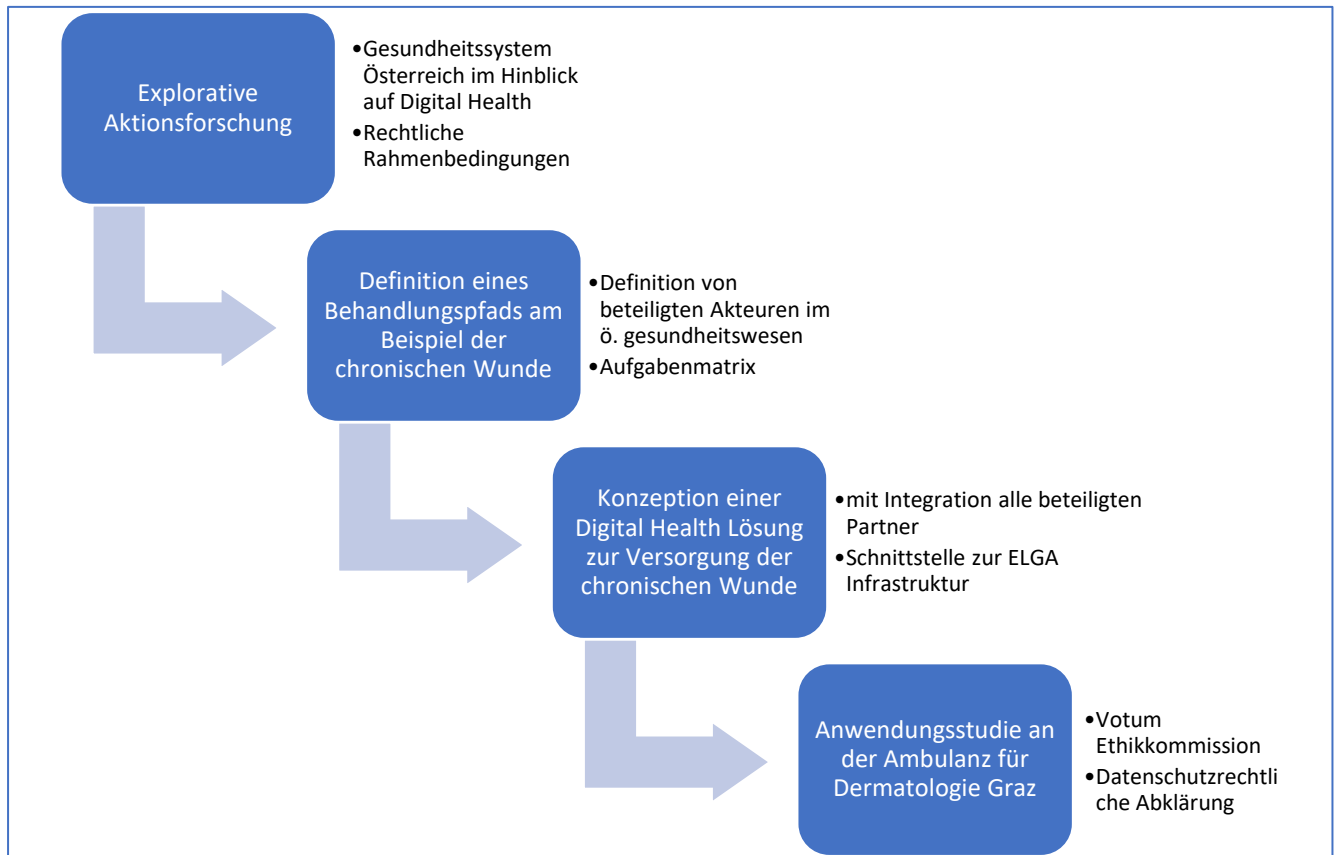 Explorative
Aktionsforschung
•Gesundheitssystem
Österreich im Hinblick
auf Digital Health
•Rechtliche
Rahmenbedingungen
Definition eines
Behandlungspfads am
Beispiel der
chronischen Wunde
•Definition von
beteiligten Akteuren im
ö. gesundheitswesen
•Aufgabenmatrix
Konzeption einer
Digital Health Lösung
zur Versorgung der
chronischen Wunde
•mit Integration alle beteiligten
Partner
•Schnittstelle zur ELGA
Infrastruktur
Anwendungsstudie an
der Ambulanz für
Dermatologie Graz
•Votum
Ethikkommission
•Datenschutzrechtli
che Abklärung